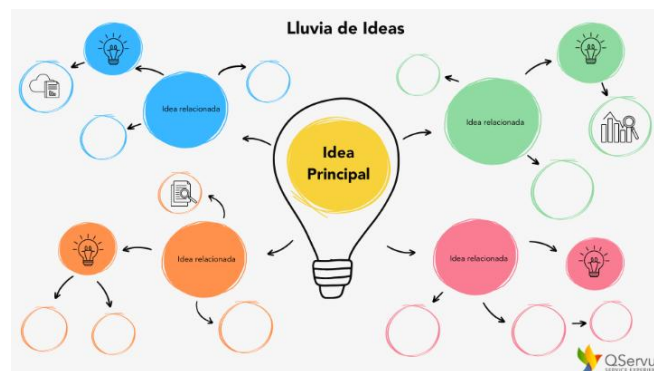 Lluvia de Ideas
Idea relacionada
Idea relacionada
Idea
Principal
Idea relacionada
Idea relacionada
QServu